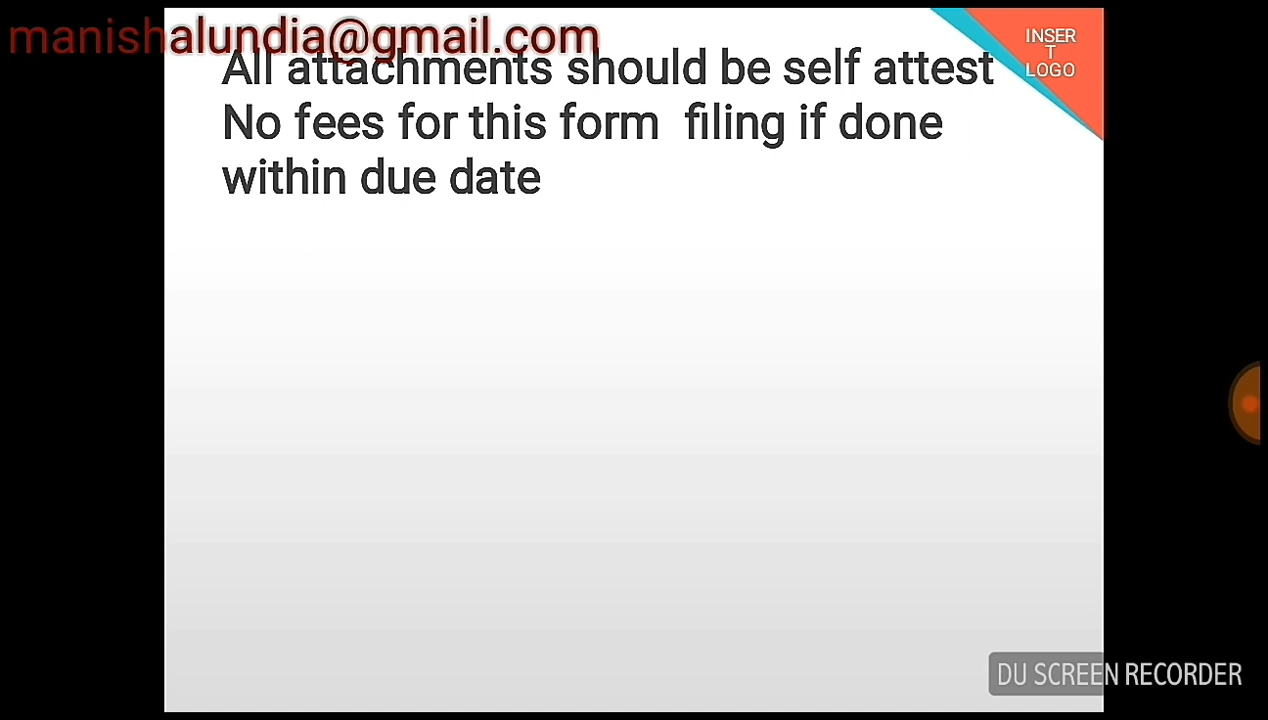 manishalundia@gmail.com
All attachments should be self attest
No fees for this form filing if done
within due date
INSER
T
LOGO
DU SCREEN RECORDER